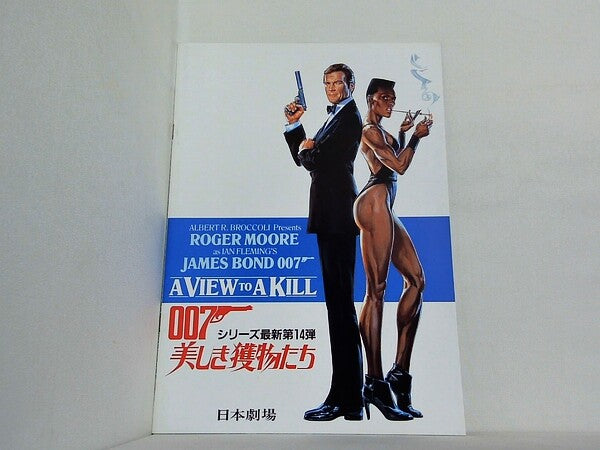 ALBERT R. BROCCOLI Presents
ROGER MOORE
as IAN FLEMING'S
JAMES BOND 007
A VIEW TO A KILL
007 シリーズ最新第14弾
美しき獲物たち
日本劇場